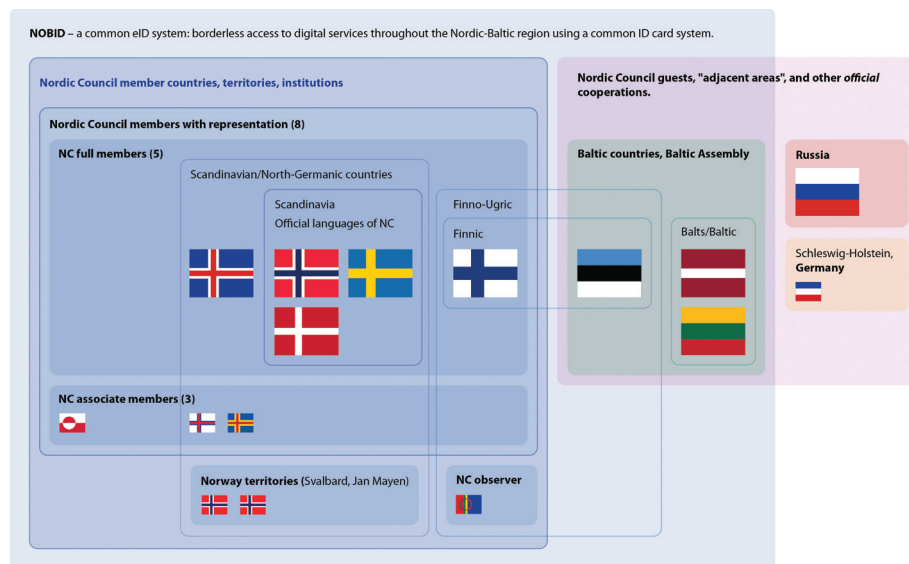 NOBID – a common eID system: borderless access to digital services throughout the Nordic-Baltic region using a common ID card system.
Nordic Council member countries, territories, institutions
Nordic Council guests, "adjacent areas", and other official
cooperations.
Nordic Council members with representation (8)
NC full members (5)
Baltic countries, Baltic Assembly
Russia
Scandinavian/North-Germanic countries
Scandinavia
Official languages of NC
Finno-Ugric
Finnic
Balts/Baltic
Schleswig-Holstein,
Germany
NC associate members (3)
Norway territories (Svalbard, Jan Mayen)
NC observer